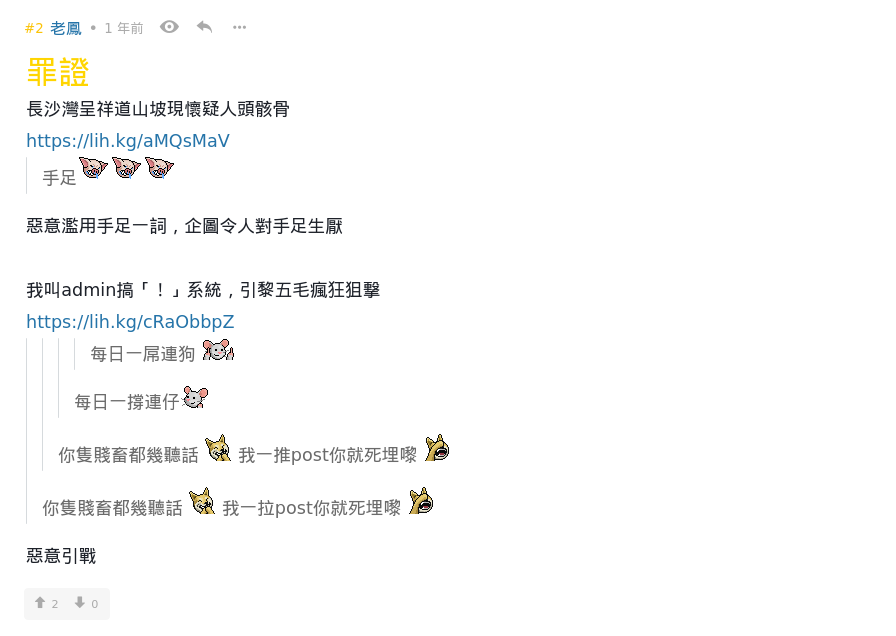 #2 老鳳 • 1 年前
罪證
長沙灣呈祥道山坡現懷疑人頭骸骨
https://lih.kg/aMQsMaV
手足
惡意濫用手足一詞，企圖令人對手足生厭
我叫admin搞「！」系統，引黎五毛瘋狂狙擊
https://lih.kg/cRaObbpZ
每日一屌連狗
每日一撐連仔
你隻賤畜都幾聽話 我一推post你就死埋嚟
你隻賤畜都幾聽話 我一拉post你就死埋嚟
惡意引戰
2 0